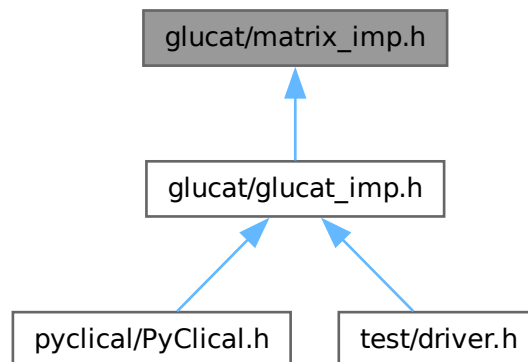 glucat/matrix_imp.h
glucat/glucat_imp.h
pyclical/PyClical.h
test/driver.h